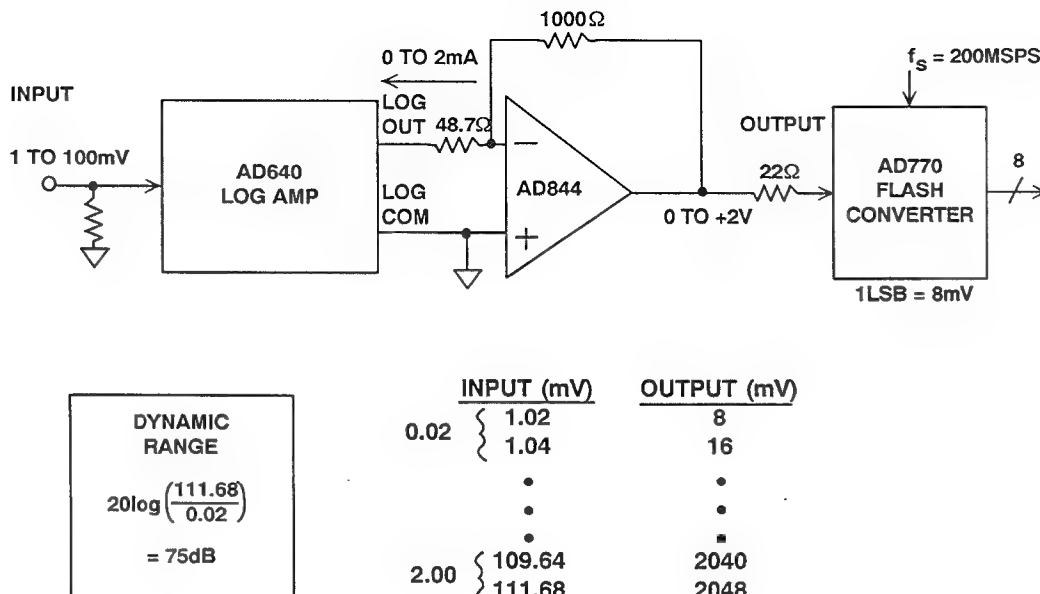 1000Ω
0 TO 2mA
fS = 200MSPS
INPUT
LOG
OUT
48.7Ω
OUTPUT
1 TO 100mV
AD640
LOG AMP
−
AD844
22Ω
AD770
FLASH
CONVERTER
8
LOG
COM
+
0 TO +2V
1LSB = 8mV
INPUT (mV) OUTPUT (mV)
DYNAMIC
RANGE
20log(111.68/0.02)
= 75dB
0.02 { 1.02 8
1.04 16
2.00 { 109.64 2040
111.68 2048